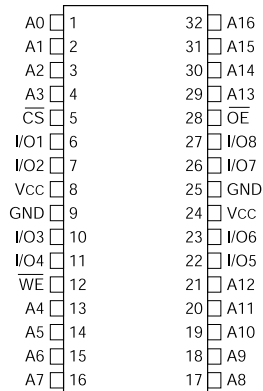 A0 1 32 A16
A1 2 31 A15
A2 3 30 A14
A3 4 29 A13
C̅S̅ 5 28 O̅E̅
I/O1 6 27 I/O8
I/O2 7 26 I/O7
VCC 8 25 GND
GND 9 24 VCC
I/O3 10 23 I/O6
I/O4 11 22 I/O5
W̅E̅ 12 21 A12
A4 13 20 A11
A5 14 19 A10
A6 15 18 A9
A7 16 17 A8